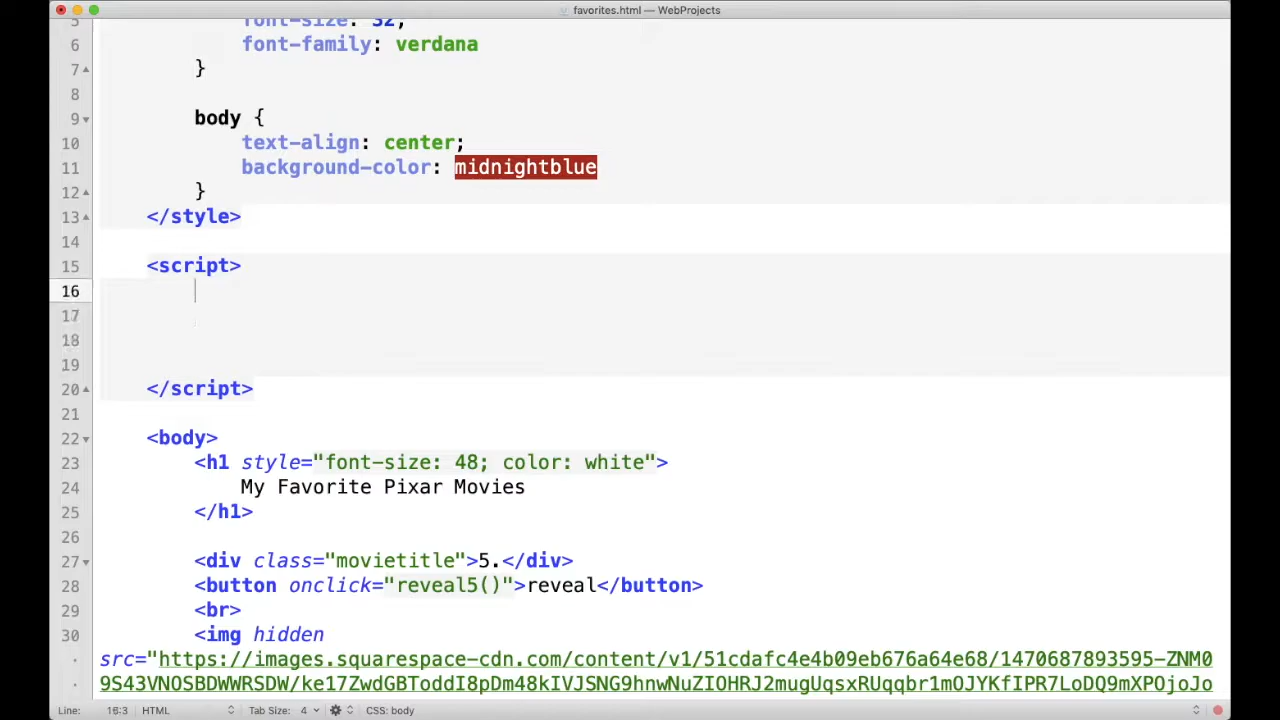 favorites.html — WebProjects
5 font-size: 32;
6 font-family: verdana
7 }
8
9 body {
10 text-align: center;
11 background-color: midnightblue
12 }
13 </style>
14
15 <script>
16
17
18
19
20 </script>
21
22 <body>
23 <h1 style="font-size: 48; color: white">
24 My Favorite Pixar Movies
25 </h1>
26
27 <div class="movietitle">5.</div>
28 <button onclick="reveal5()">reveal</button>
29 <br>
30 <img hidden
src="https://images.squarespace-cdn.com/content/v1/51cdafc4e4b09eb676a64e68/1470687893595-ZNM0
9S43VNOSBDWWRSDW/ke17ZwdGBToddI8pDm48kIVJSNG9hnwNuZIOHRJ2mugUqsxRUqqbr1mOJYKfIPR7LoDQ9mXPOjoJo
Line: 16:3 HTML Tab Size: 4 CSS: body